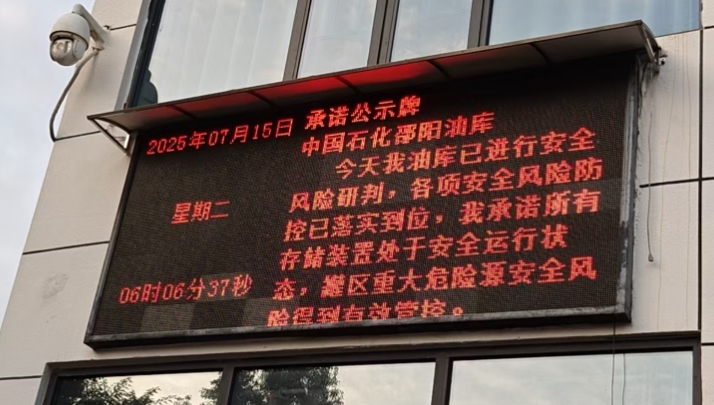 2025年07月15日
星期二
06时06分37秒
承诺公示牌
中国石化邵阳油库
今天我油库已进行安全
风险研判，各项安全风险防
控已落实到位，我承诺所有
存储装置处于安全运行状
态，罐区重大危险源安全风
险得到有效管控。